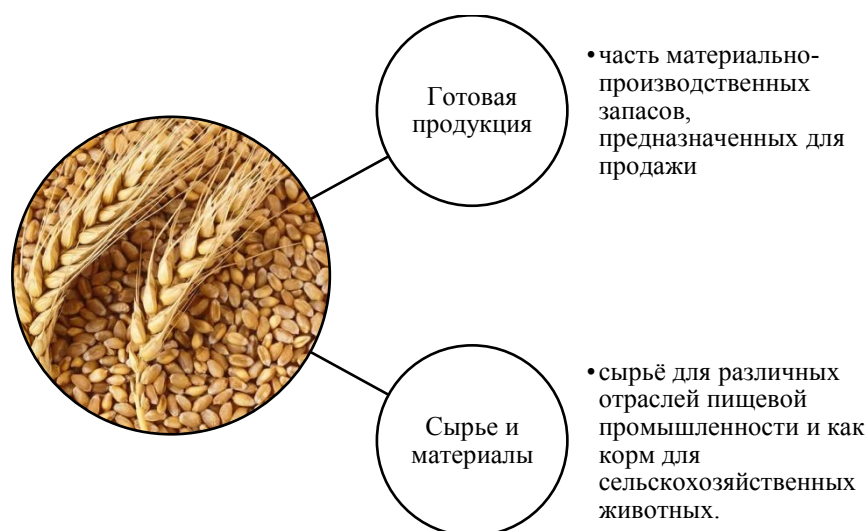 Готовая
продукция
•часть материально-
производственных
запасов,
предназначенных для
продажи
Сырье и
материалы
•сырьё для различных
отраслей пищевой
промышленности и как
корм для
сельскохозяйственных
животных.